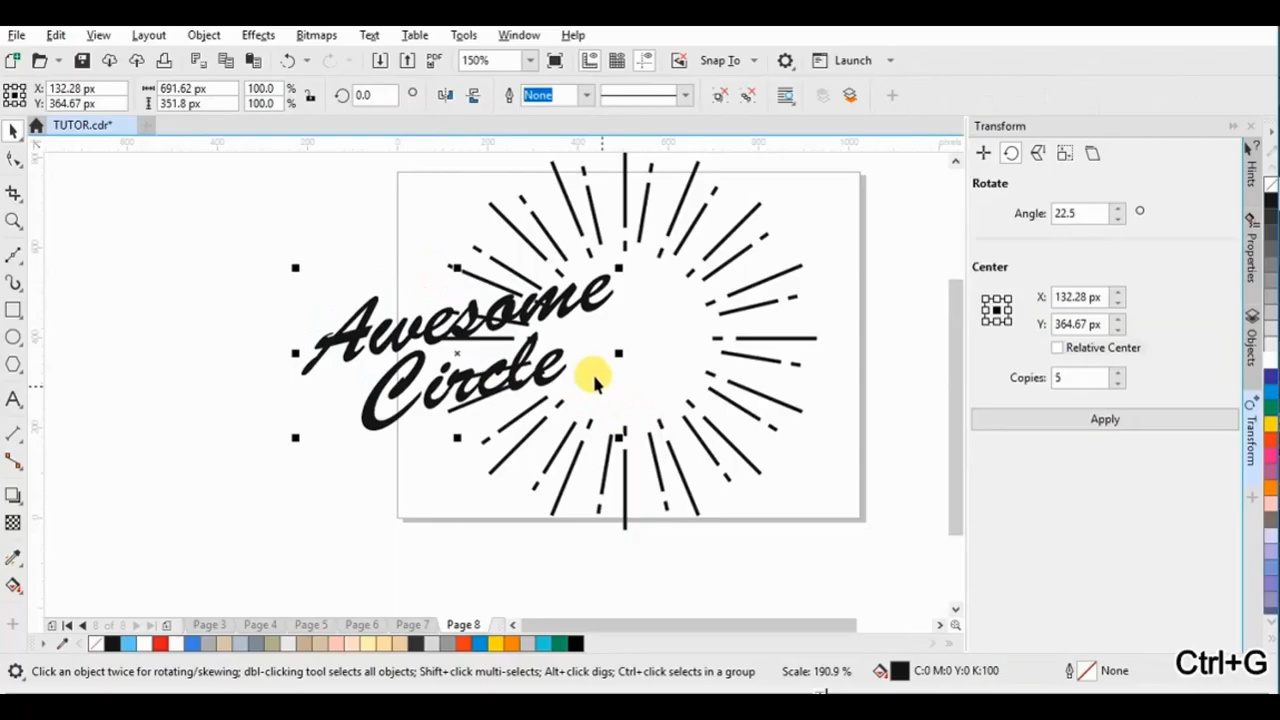 File Edit View Layout Object Effects Bitmaps Text Table Tools Window Help
PDF 150% Snap To Launch
X: 132.28 px 691.62 px 100.0 % 0.0 None
Y: 364.67 px 351.8 px 100.0 %
TUTOR.cdr*
Transform
Rotate
Angle: 22.5
Center
X: 132.28 px
Y: 364.67 px
Relative Center
Copies: 5
Apply
Hints
Properties
Objects
Transform
Awesome
Circle
8 of 8 Page 3 Page 4 Page 5 Page 6 Page 7 Page 8
Click an object twice for rotating/skewing; dbl-clicking tool selects all objects; Shift+click multi-selects; Alt+click digs; Ctrl+click selects in a group Scale: 190.9 % C:0 M:0 Y:0 K:100 None
Ctrl+G